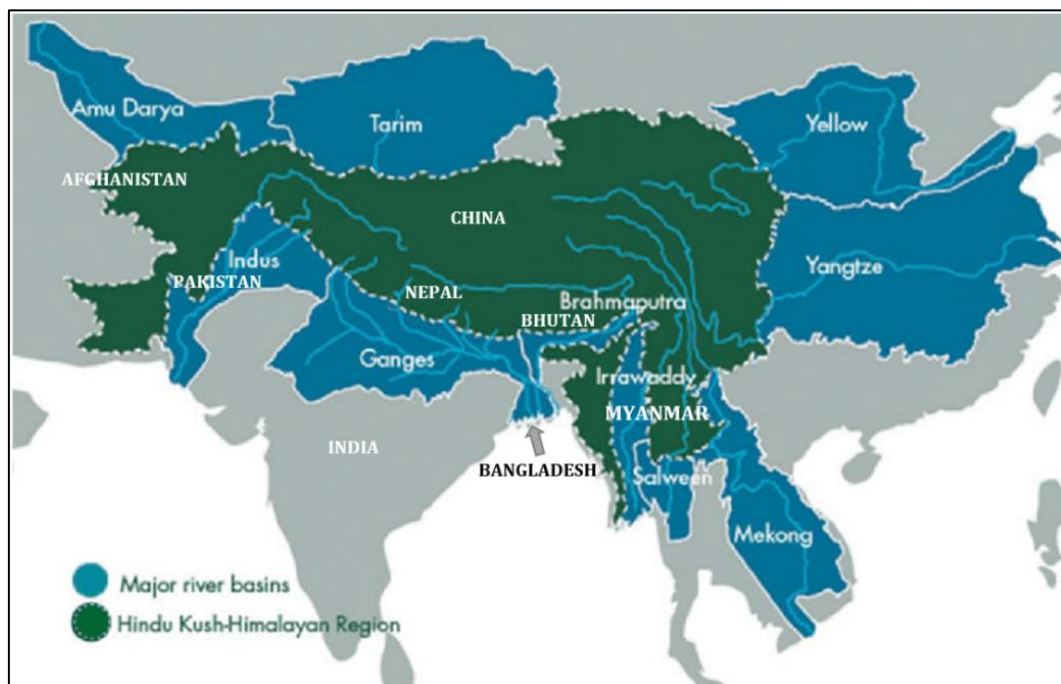 Amu Darya
Tarim
Yellow
AFGHANISTAN
CHINA
Indus
PAKISTAN
Yangtze
NEPAL
Brahmaputra
BHUTAN
Ganges
Irrawaddy
MYANMAR
INDIA
BANGLADESH
Salween
Mekong
Major river basins
Hindu Kush-Himalayan Region